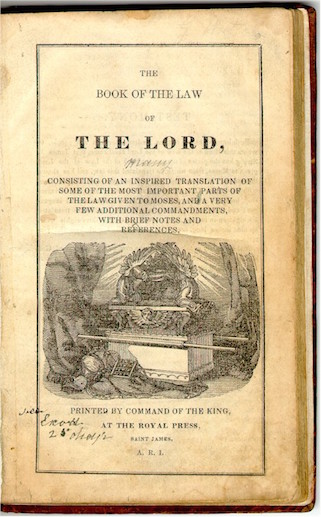 THE
BOOK OF THE LAW
OF
THE LORD,
CONSISTING OF AN INSPIRED TRANSLATION OF
SOME OF THE MOST IMPORTANT PARTS OF
THE LAW GIVEN TO MOSES, AND A VERY
FEW ADDITIONAL COMMANDMENTS,
WITH BRIEF NOTES AND
REFERENCES.
PRINTED BY COMMAND OF THE KING,
AT THE ROYAL PRESS,
SAINT JAMES,
A. R. I.